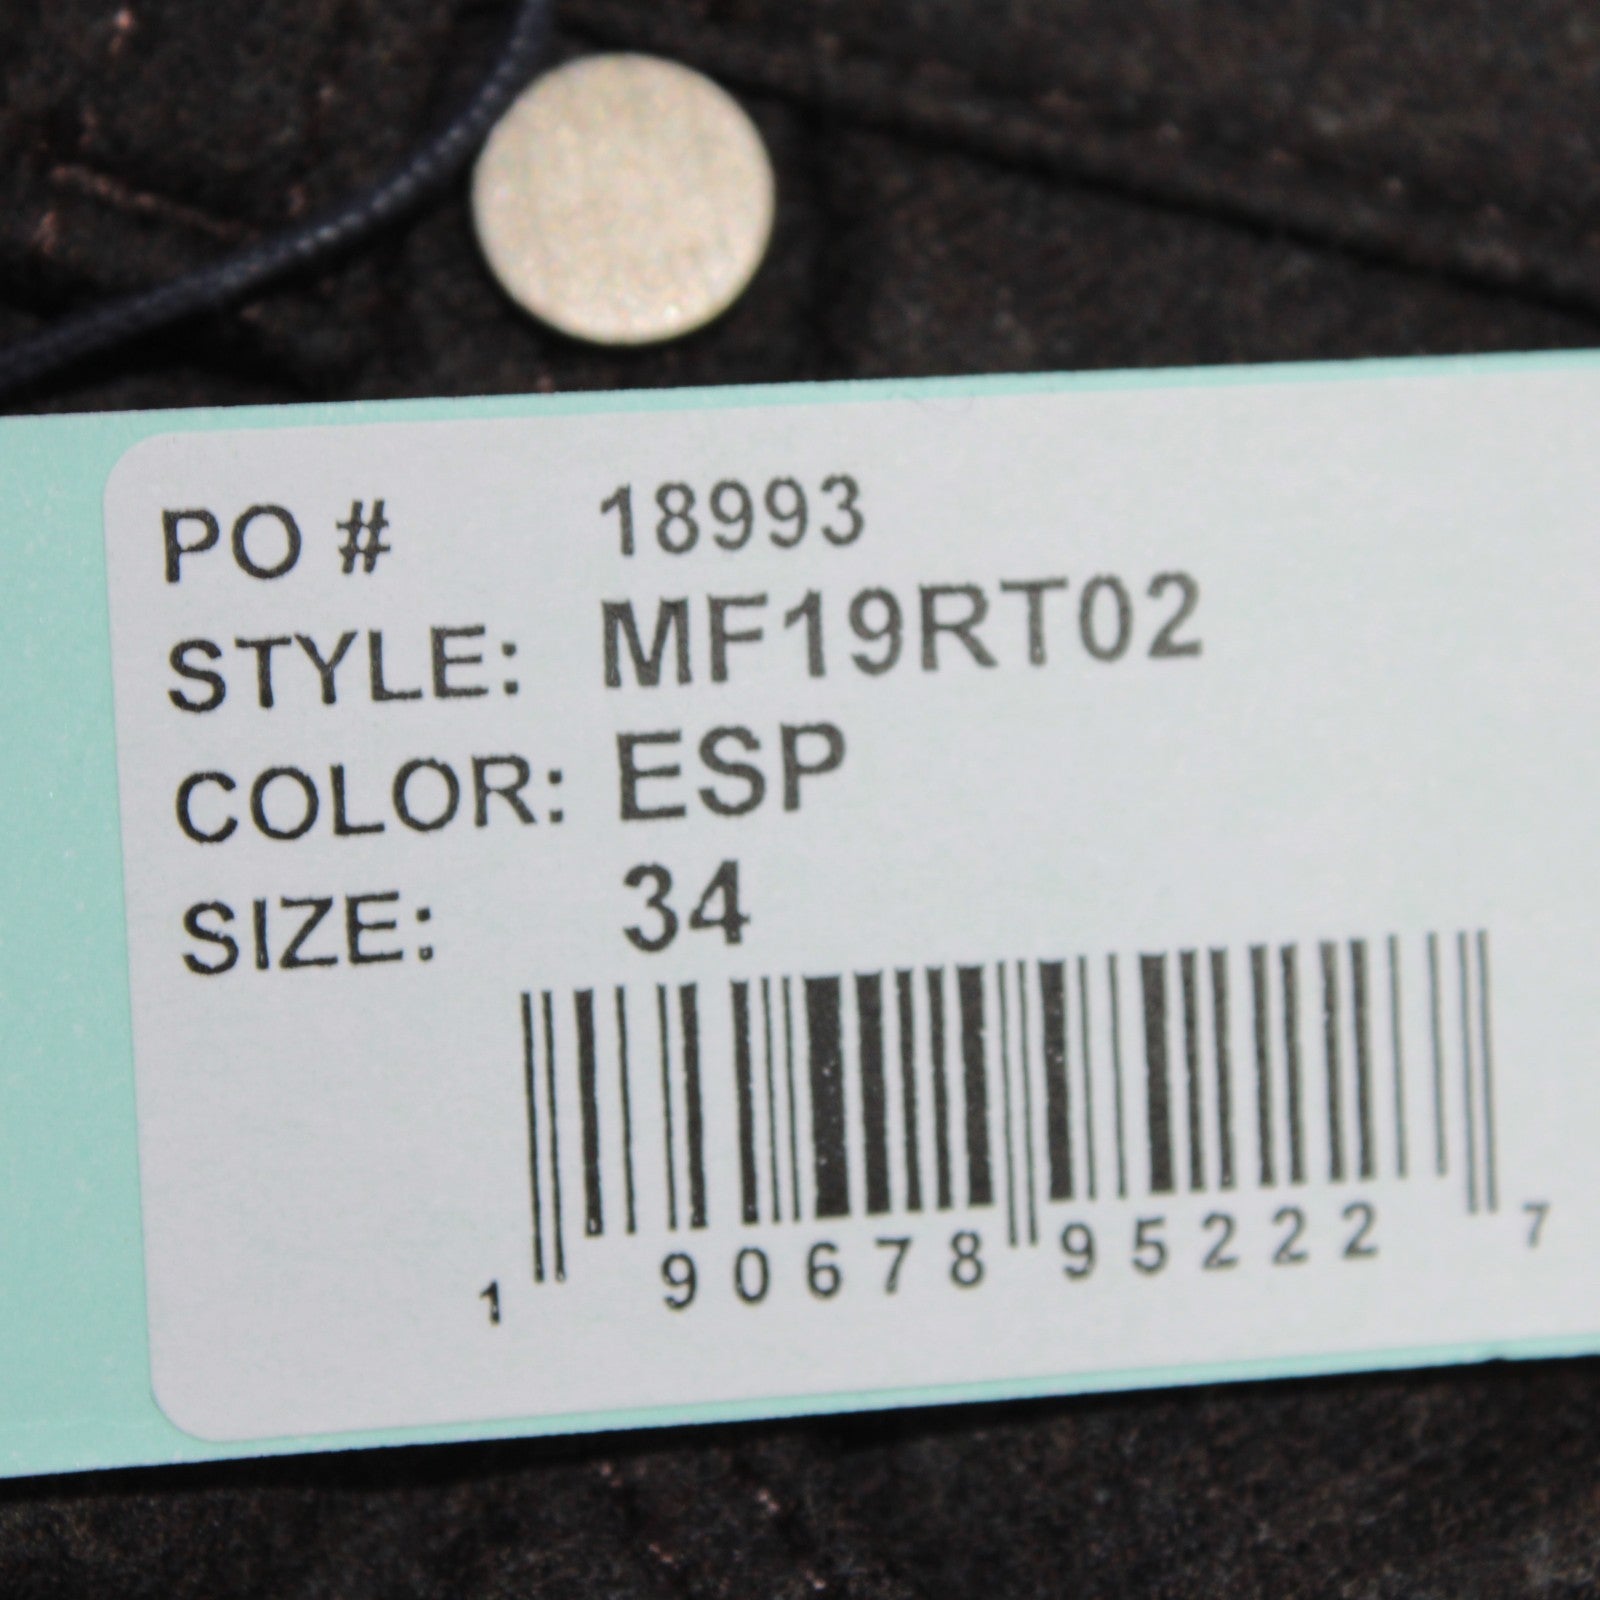 PO # 18993
STYLE: MF19RT02
COLOR: ESP
SIZE: 34
1 90678 95222 7